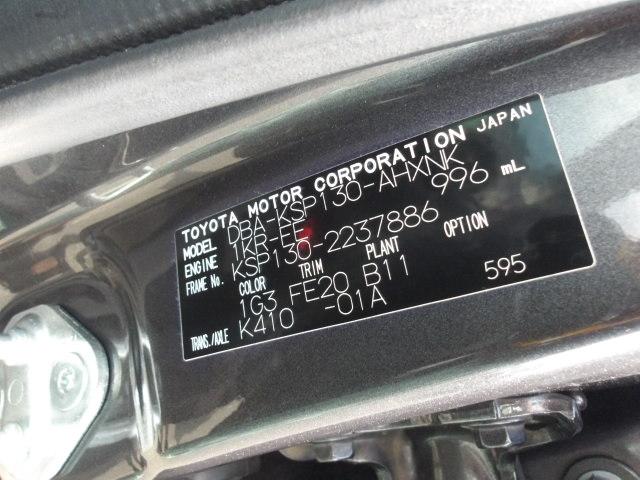 TOYOTA MOTOR CORPORATION JAPAN
MODEL DBA-KSP130-AHXNK
ENGINE 1KR-FE 996 mL
FRAME No. KSP130-2237886
COLOR TRIM PLANT OPTION
1G3 FE20 B11
TRANS./AXLE K410 -01A 595